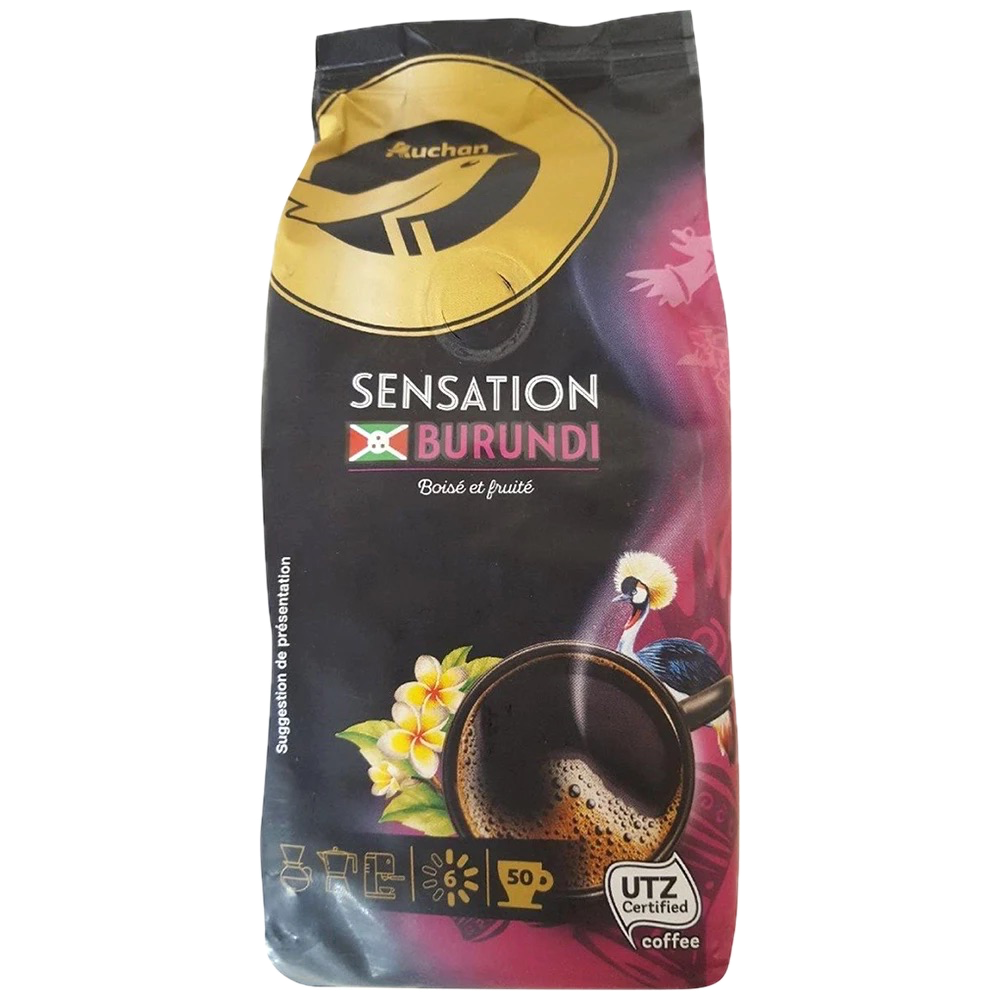 Auchan
SENSATION
BURUNDI
Boisé et fruité
Suggestion de présentation
6
50
UTZ
Certified
coffee